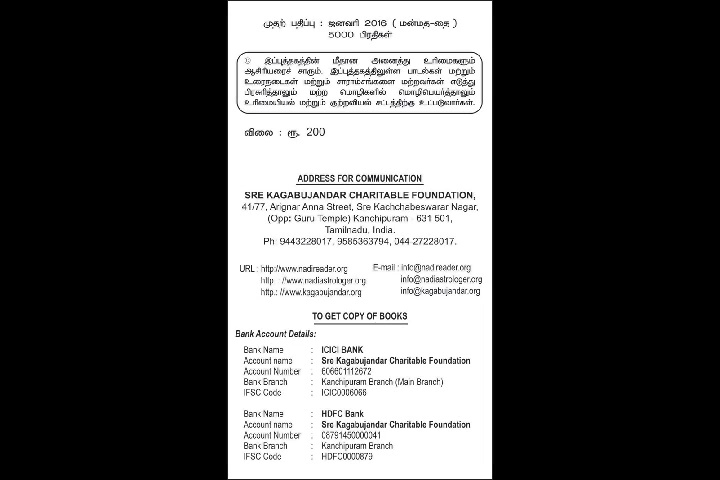 முதற் பதிப்பு : ஜனவரி 2016 ( மன்மத-தை )
5000 பிரதிகள்
© இப்புத்தகத்தின் மீதான அனைத்து உரிமைகளும்
ஆசிரியரைச் சாரும். இப்புத்தகத்திலுள்ள பாடல்கள் மற்றும்
உரைநடைகள் மற்றும் சாராம்சங்களை மற்றவர்கள் எடுத்து
பிரசுரித்தாலும் மற்ற மொழிகளில் மொழிபெயர்த்தாலும்
உரிமையியல் மற்றும் குற்றவியல் சட்டத்திற்கு உட்படுவார்கள்.
விலை : ரூ. 200
ADDRESS FOR COMMUNICATION
SRE KAGABUJANDAR CHARITABLE FOUNDATION,
41/77, Arignar Anna Street, Sre Kachchabeswarar Nagar,
(Opp: Guru Temple) Kanchipuram - 631 501,
Tamilnadu, India.
Ph: 9443228017, 9585363794, 044-27228017.
URL : http://www.nadireader.org
http. : //www.nadiastrologer.org
http.: //www.kagabujandar.org
E-mail : info@nadireader.org
info@nadiastrologer.org
info@kagabujandar.org
TO GET COPY OF BOOKS
Bank Account Details:
Bank Name : ICICI BANK
Account name : Sre Kagabujandar Charitable Foundation
Account Number : 606601112672
Bank Branch : Kanchipuram Branch (Main Branch)
IFSC Code : ICIC0006066
Bank Name : HDFC Bank
Account name : Sre Kagabujandar Charitable Foundation
Account Number : 08791450000041
Bank Branch : Kanchipuram Branch
IFSC Code : HDFC0000879